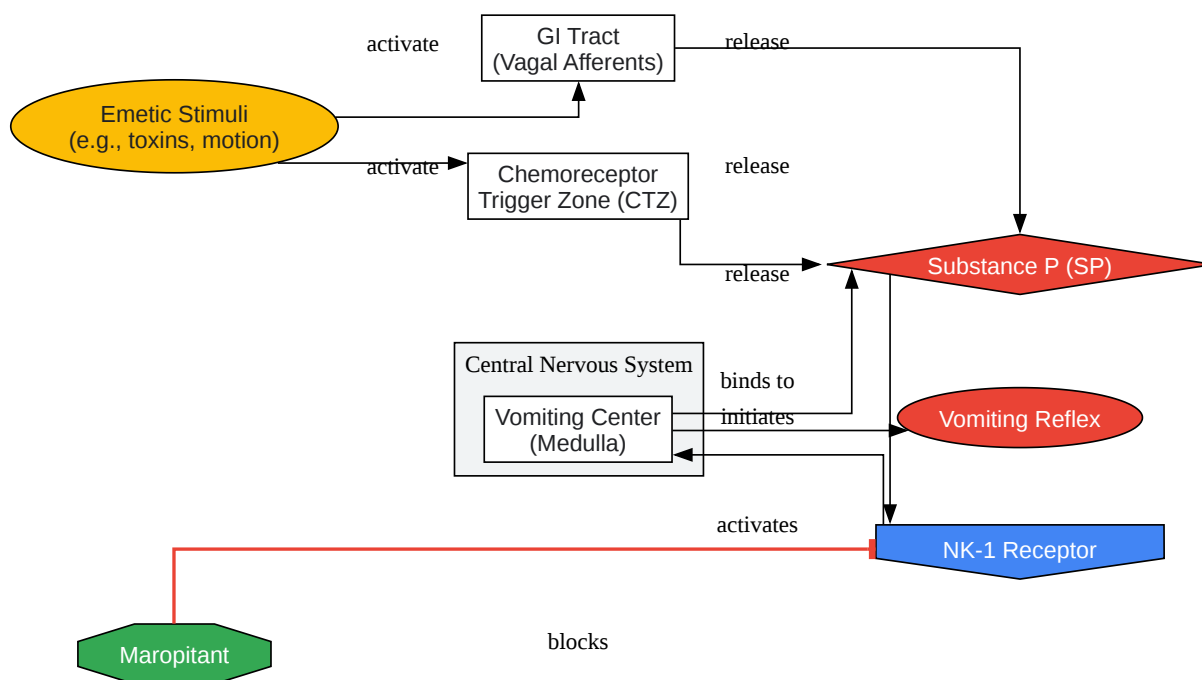 activate
GI Tract
(Vagal Afferents)
release
Emetic Stimuli
(e.g., toxins, motion)
activate
Chemoreceptor
Trigger Zone (CTZ)
release
release
Substance P (SP)
Central Nervous System
binds to
Vomiting Center
(Medulla)
initiates
Vomiting Reflex
activates
NK-1 Receptor
blocks
Maropitant